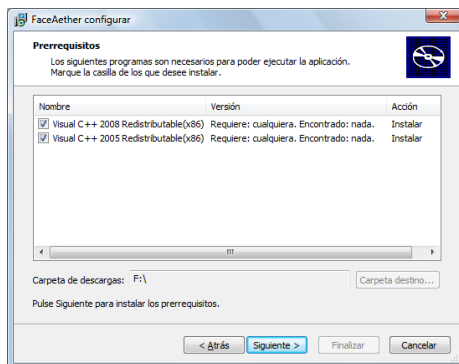 FaceAether configurar
Prerrequisitos
Los siguientes programas son necesarios para poder ejecutar la aplicación.
Marque la casilla de los que desee instalar.
Nombre Versión Acción
Visual C++ 2008 Redistributable(x86) Requiere: cualquiera. Encontrado: nada. Instalar
Visual C++ 2005 Redistributable(x86) Requiere: cualquiera. Encontrado: nada. Instalar
Carpeta de descargas: F:\ Carpeta destino...
Pulse Siguiente para instalar los prerrequisitos.
< Atrás Siguiente > Finalizar Cancelar